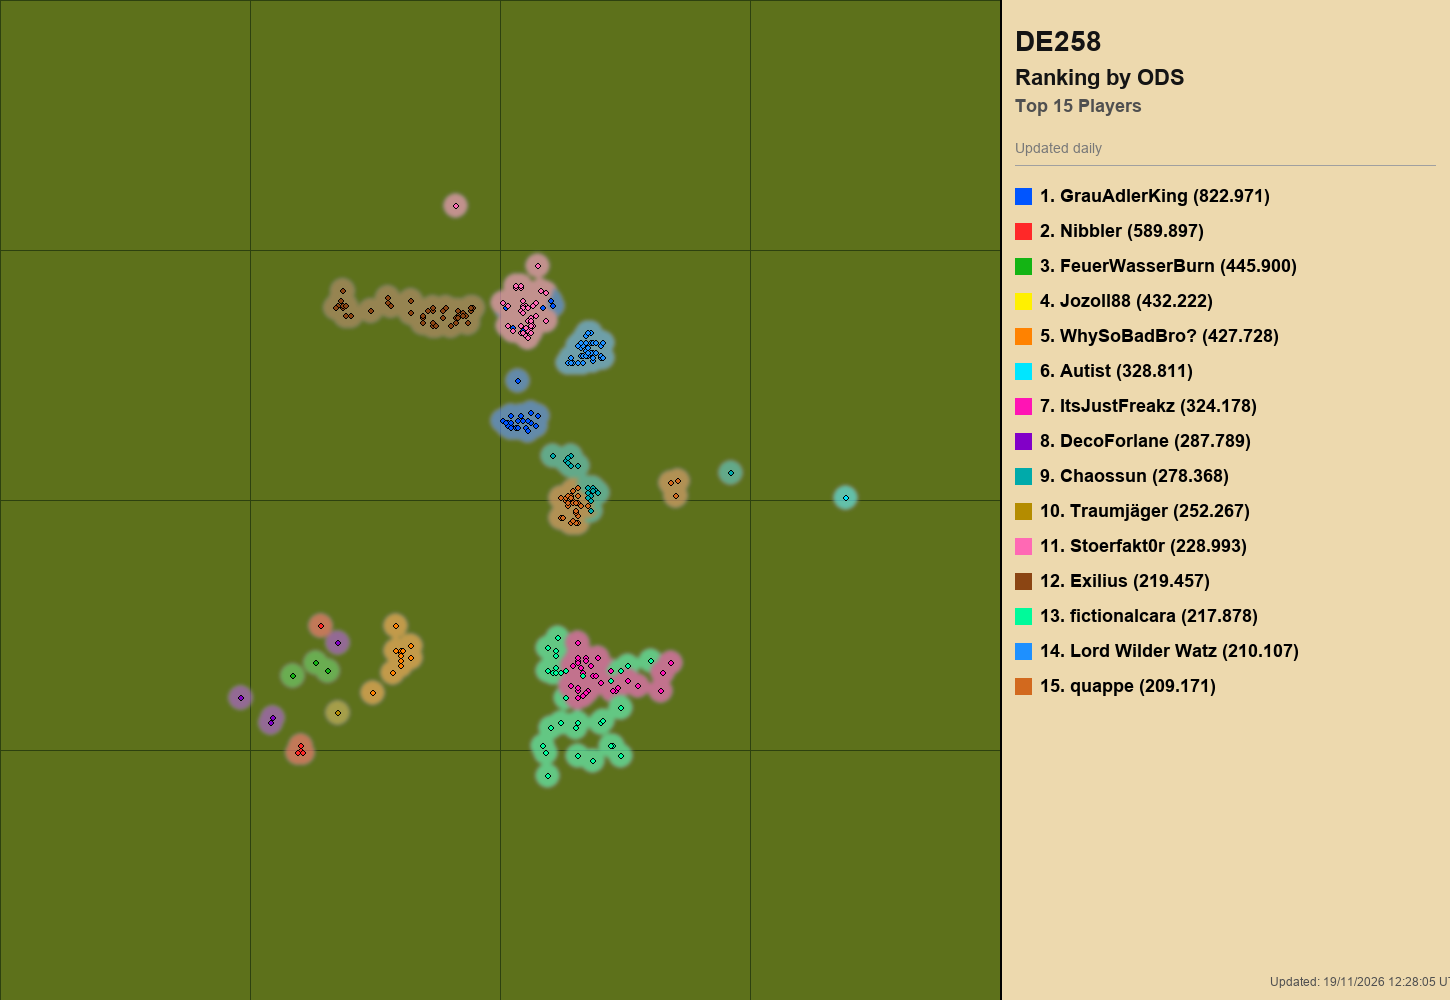 DE258
Ranking by ODS
Top 15 Players
Updated daily
1. GrauAdlerKing (822.971)
2. Nibbler (589.897)
3. FeuerWasserBurn (445.900)
4. Jozoll88 (432.222)
5. WhySoBadBro? (427.728)
6. Autist (328.811)
7. ItsJustFreakz (324.178)
8. DecoForlane (287.789)
9. Chaossun (278.368)
10. Traumjäger (252.267)
11. Stoerfakt0r (228.993)
12. Exilius (219.457)
13. fictionalcara (217.878)
14. Lord Wilder Watz (210.107)
15. quappe (209.171)
Updated: 19/11/2026 12:28:05